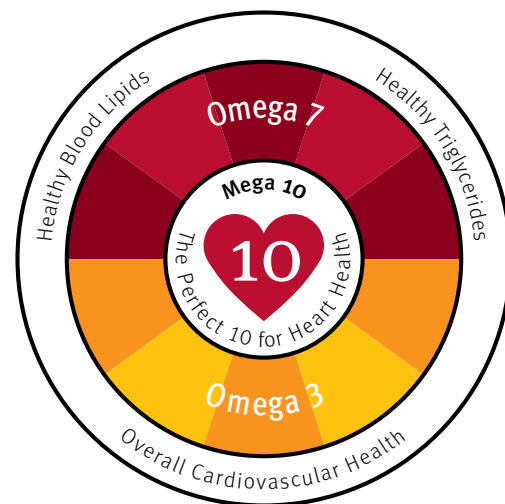 Healthy Blood Lipids
Healthy Triglycerides
Omega 7
Mega 10
10
The Perfect 10 for Heart Health
Omega 3
Overall Cardiovascular Health